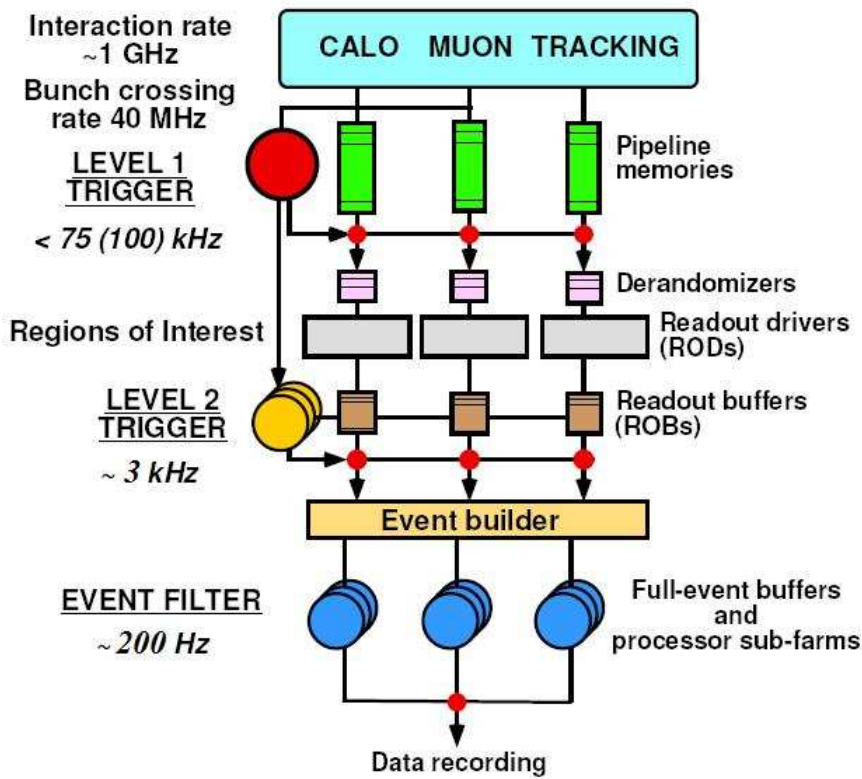 Interaction rate
~1 GHz
CALO MUON TRACKING
Bunch crossing
rate 40 MHz
LEVEL 1
TRIGGER
Pipeline
memories
< 75 (100) kHz
Derandomizers
Regions of Interest
Readout drivers
(RODs)
LEVEL 2
TRIGGER
Readout buffers
(ROBs)
~ 3 kHz
Event builder
EVENT FILTER
~200 Hz
Full-event buffers
and
processor sub-farms
Data recording